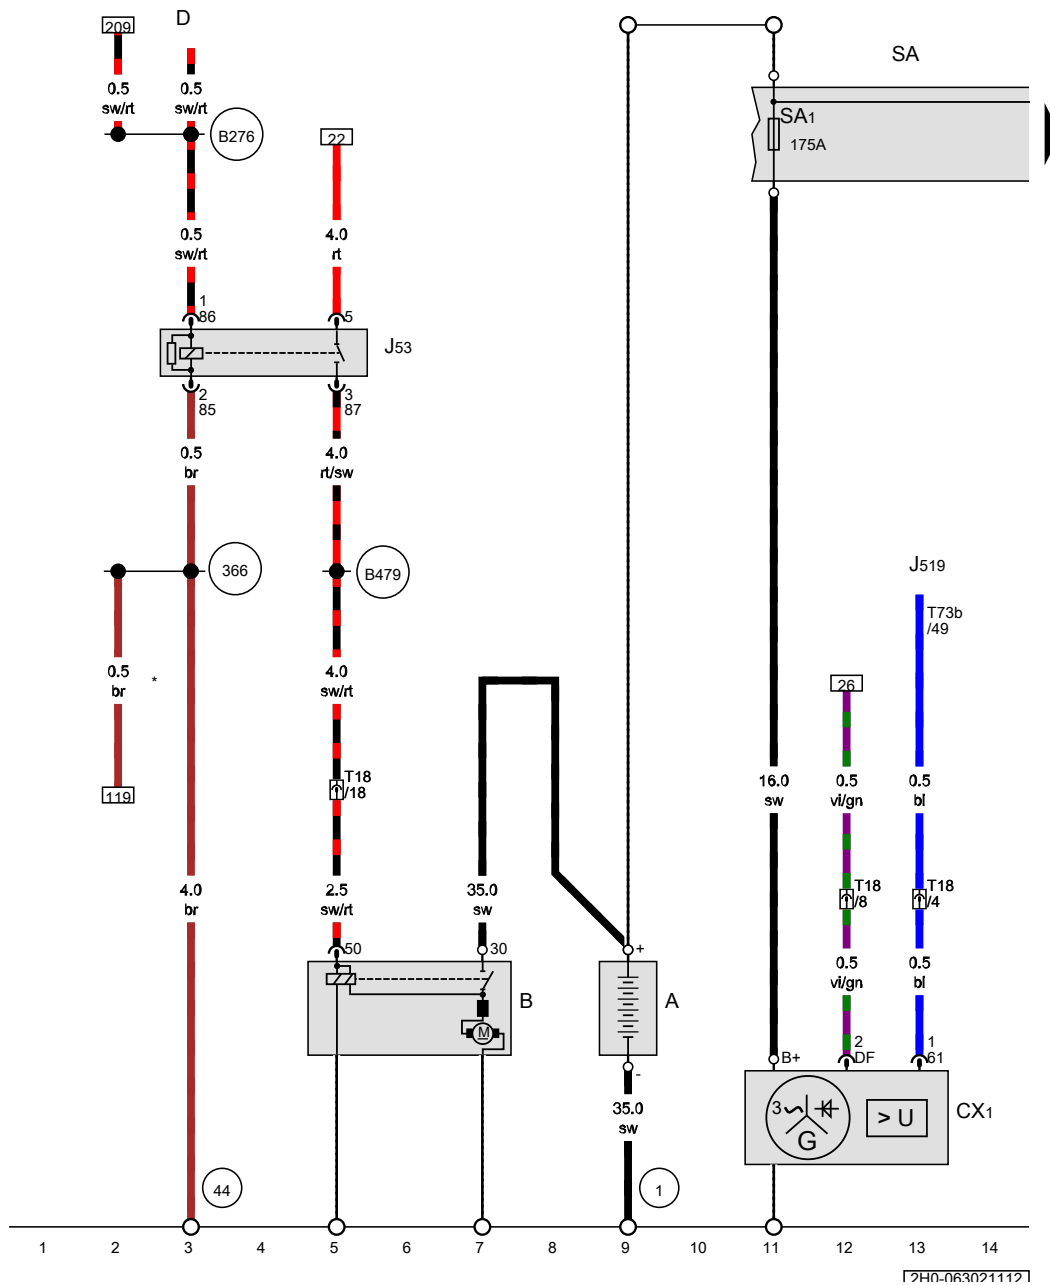 209
D
SA
0.5
sw/rt
0.5
sw/rt
B276
22
SA1
175A
0.5
sw/rt
4.0
rt
1
86
5
J53
2
85
3
87
0.5
br
4.0
rt/sw
366
B479
J519
T73b
/49
0.5
br
*
4.0
sw/rt
26
119
T18
/18
16.0
sw
0.5
vi/gn
0.5
bl
4.0
br
2.5
sw/rt
35.0
sw
T18
/8
T18
/4
50
30
+
0.5
vi/gn
0.5
bl
B
A
M
B+
2
DF
1
61
-
35.0
sw
3
G
> U
CX1
44
1
1 2 3 4 5 6 7 8 9 10 11 12 13 14
2H0-063021112